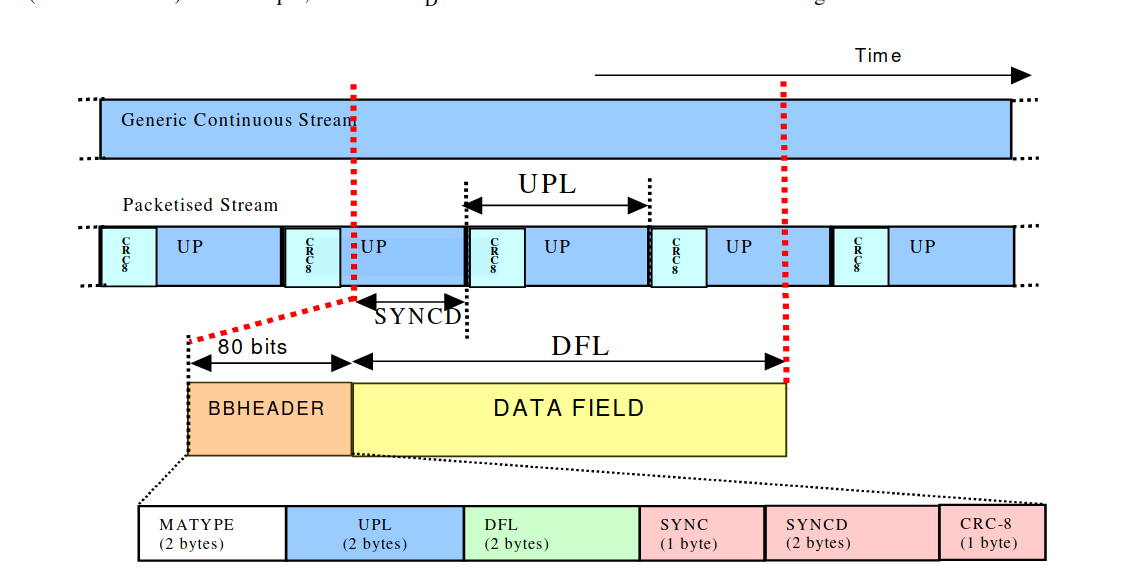 D
Time
Generic Continuous Stream
UPL
Packetised Stream
CRC8 UP CRC8 UP CRC8 UP CRC8 UP CRC8 UP
SYNCD
80 bits DFL
BBHEADER DATA FIELD
MATYPE UPL DFL SYNC SYNCD CRC-8
(2 bytes) (2 bytes) (2 bytes) (1 byte) (2 bytes) (1 byte)